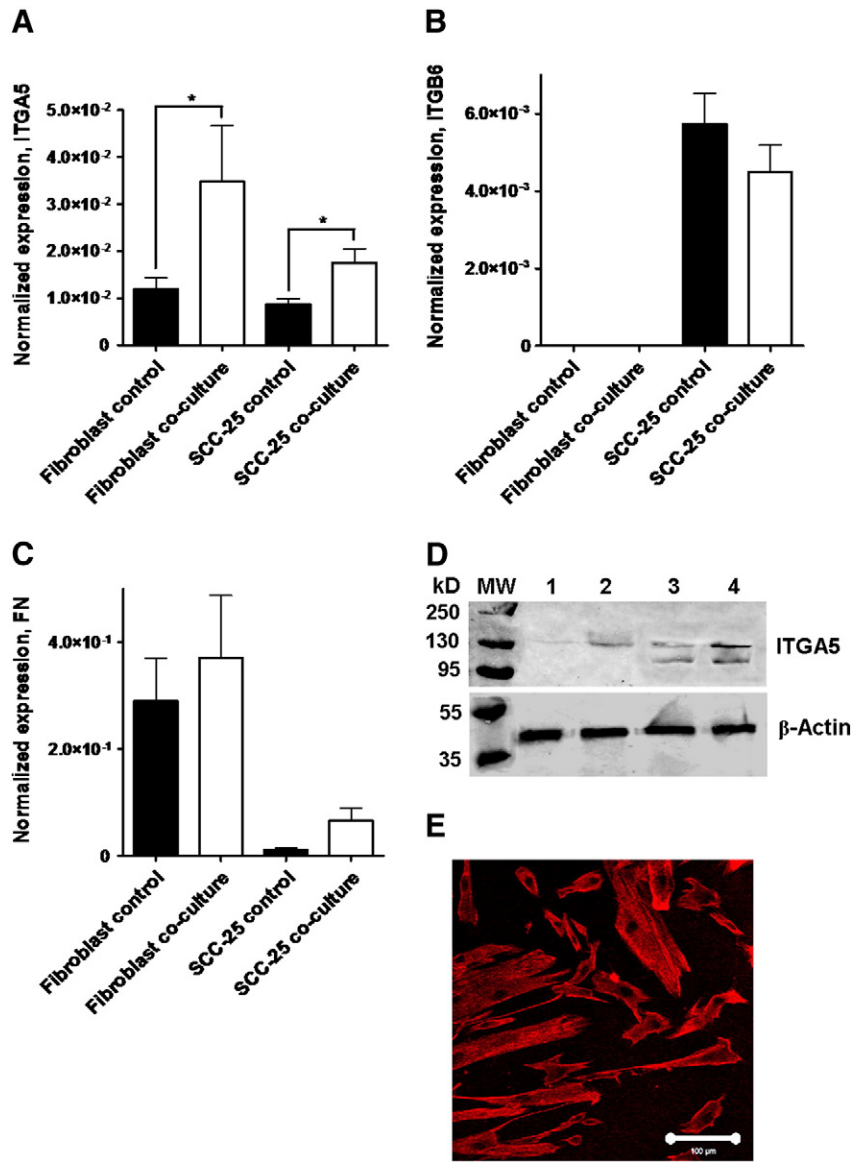 A
Normalized expression, ITGA5
5.0×10⁻²
4.0×10⁻²
3.0×10⁻²
2.0×10⁻²
1.0×10⁻²
0
*
*
Fibroblast control
Fibroblast co-culture
SCC-25 control
SCC-25 co-culture
B
Normalized expression, ITGB6
6.0×10⁻³
4.0×10⁻³
2.0×10⁻³
0
Fibroblast control
Fibroblast co-culture
SCC-25 control
SCC-25 co-culture
C
Normalized expression, FN
4.0×10⁻¹
2.0×10⁻¹
0
Fibroblast control
Fibroblast co-culture
SCC-25 control
SCC-25 co-culture
D
kD MW 1 2 3 4
250
130
95
ITGA5
55
35
β-Actin
E
100 µm